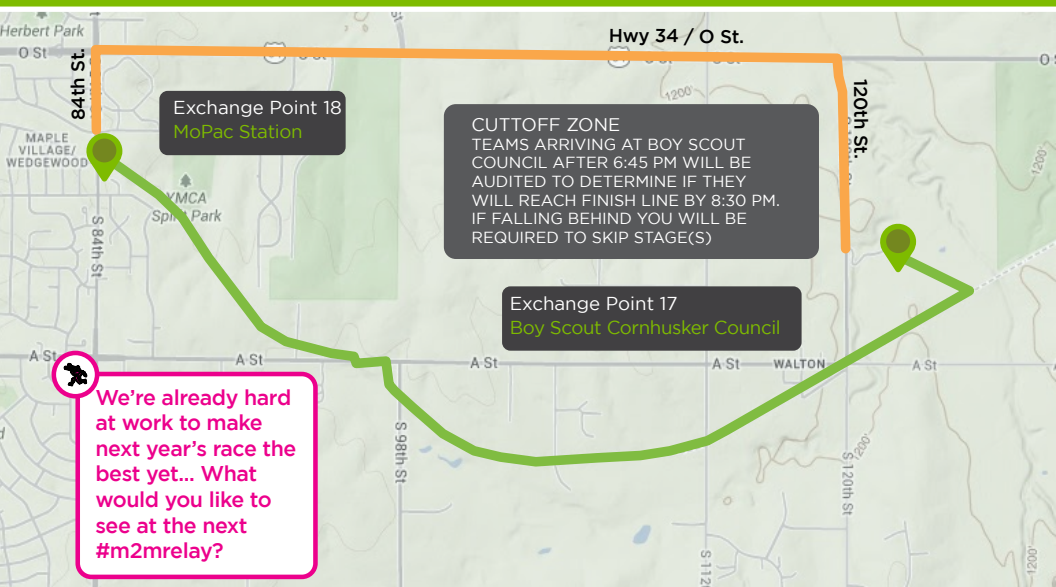 Herbert Park
O St
84th St.
Hwy 34 / O St.
Exchange Point 18
MoPac Station
MAPLE
VILLAGE/
WEDGEWOOD
YMCA
Park
1200'
CUTTOFF ZONE
TEAMS ARRIVING AT BOY SCOUT
COUNCIL AFTER 6:45 PM WILL BE
AUDITED TO DETERMINE IF THEY
WILL REACH FINISH LINE BY 8:30 PM.
IF FALLING BEHIND YOU WILL BE
REQUIRED TO SKIP STAGE(S)
120th St.
1200'
S 84th St
Exchange Point 17
Boy Scout Cornhusker Council
A St
A St
A St
A St
WALTON
A St
We're already hard
at work to make
next year's race the
best yet... What
would you like to
see at the next
#m2mrelay?
S 98th St
1200'
S 120th St
S 112
1200'